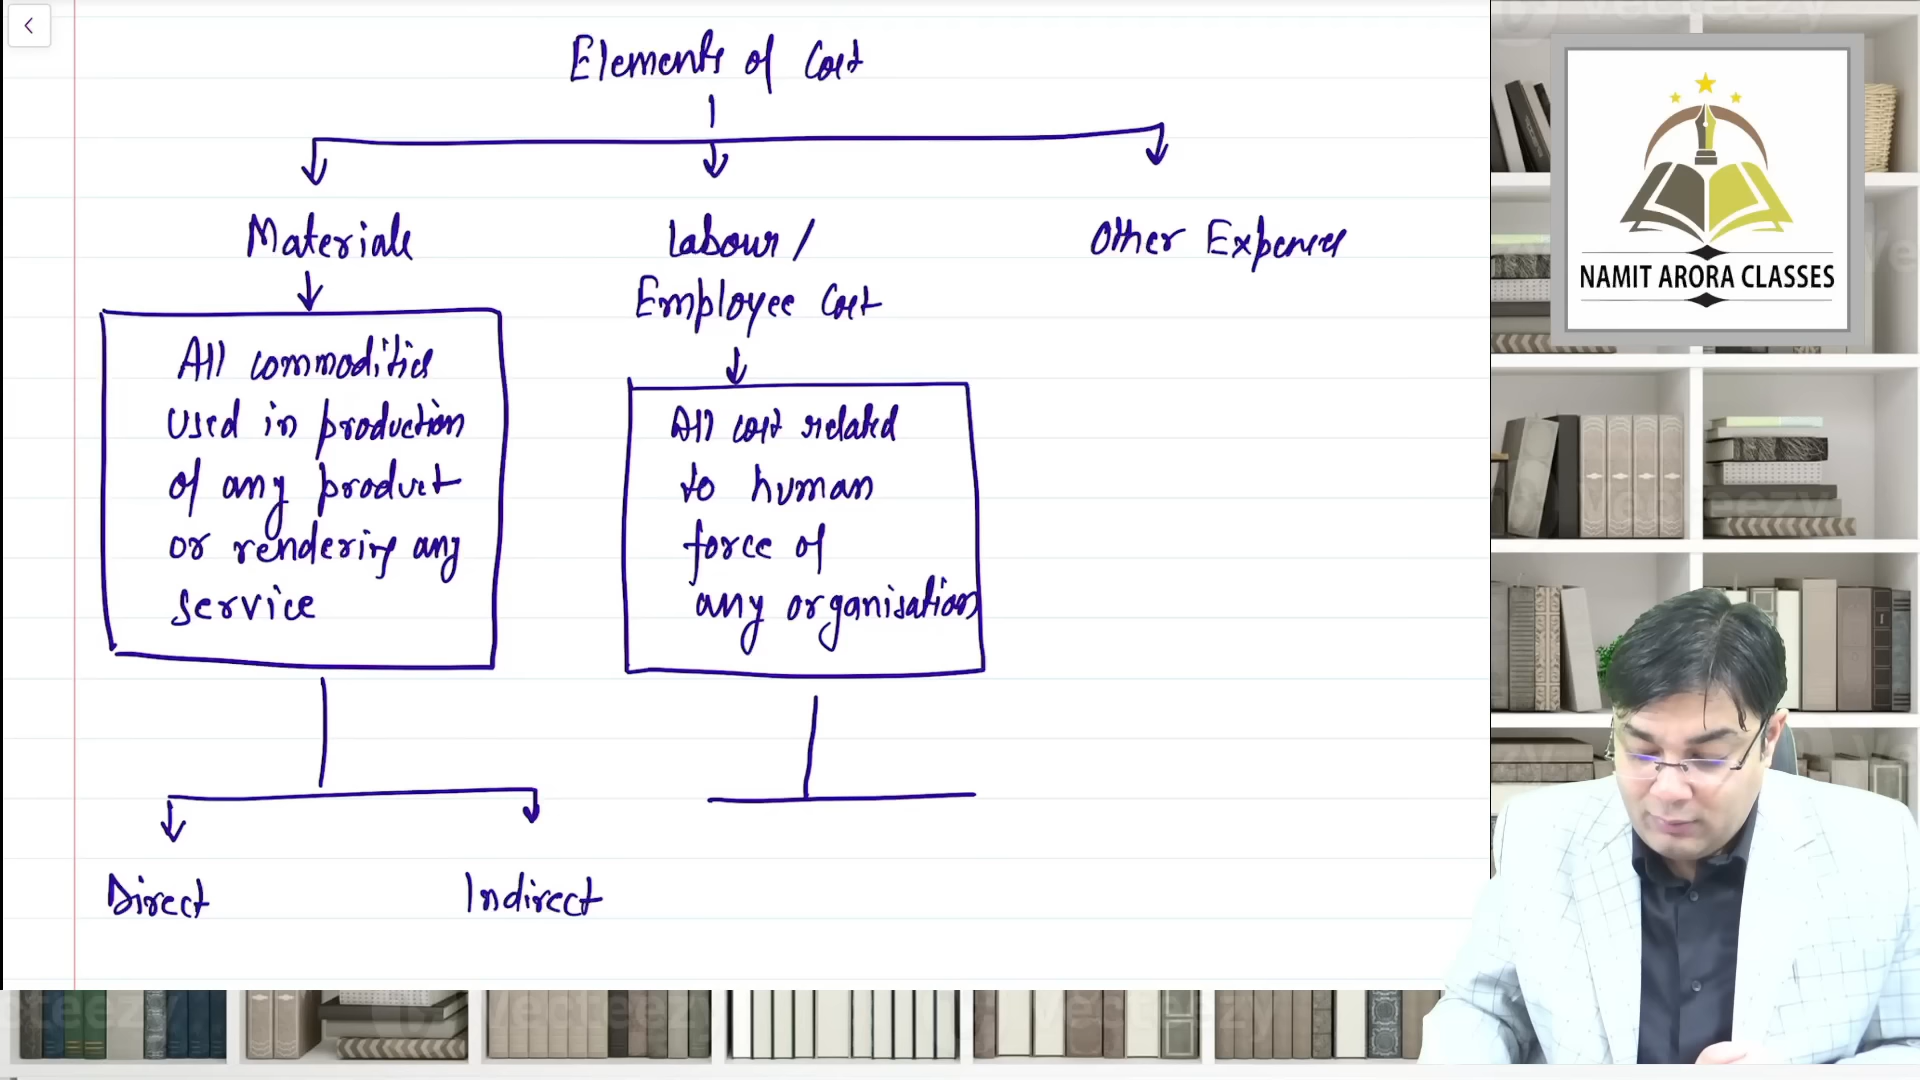 Elements of Cost
Materials
Labour /
Employee Cost
Other Expenses
All commodities
used in production
of any product
or rendering any
service
All cost related
to human
force of
any organisation
Direct
Indirect
NAMIT ARORA CLASSES